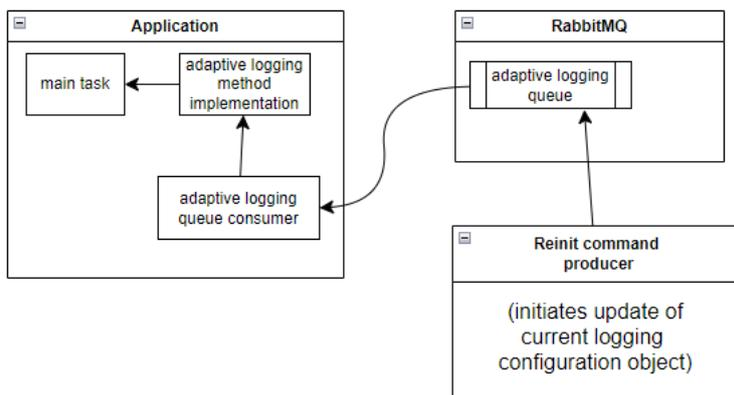 Application
main task
adaptive logging
method
implementation
adaptive logging
queue consumer
RabbitMQ
adaptive logging
queue
Reinit command
producer
(initiates update of
current logging
configuration object)